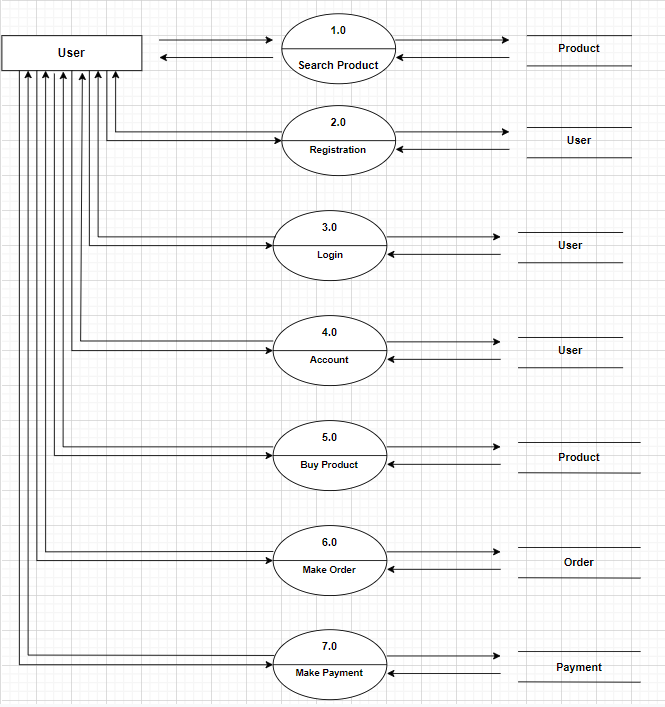 1.0
User
Product
Search Product
2.0
User
Registration
3.0
User
Login
4.0
User
Account
5.0
Product
Buy Product
6.0
Order
Make Order
7.0
Payment
Make Payment